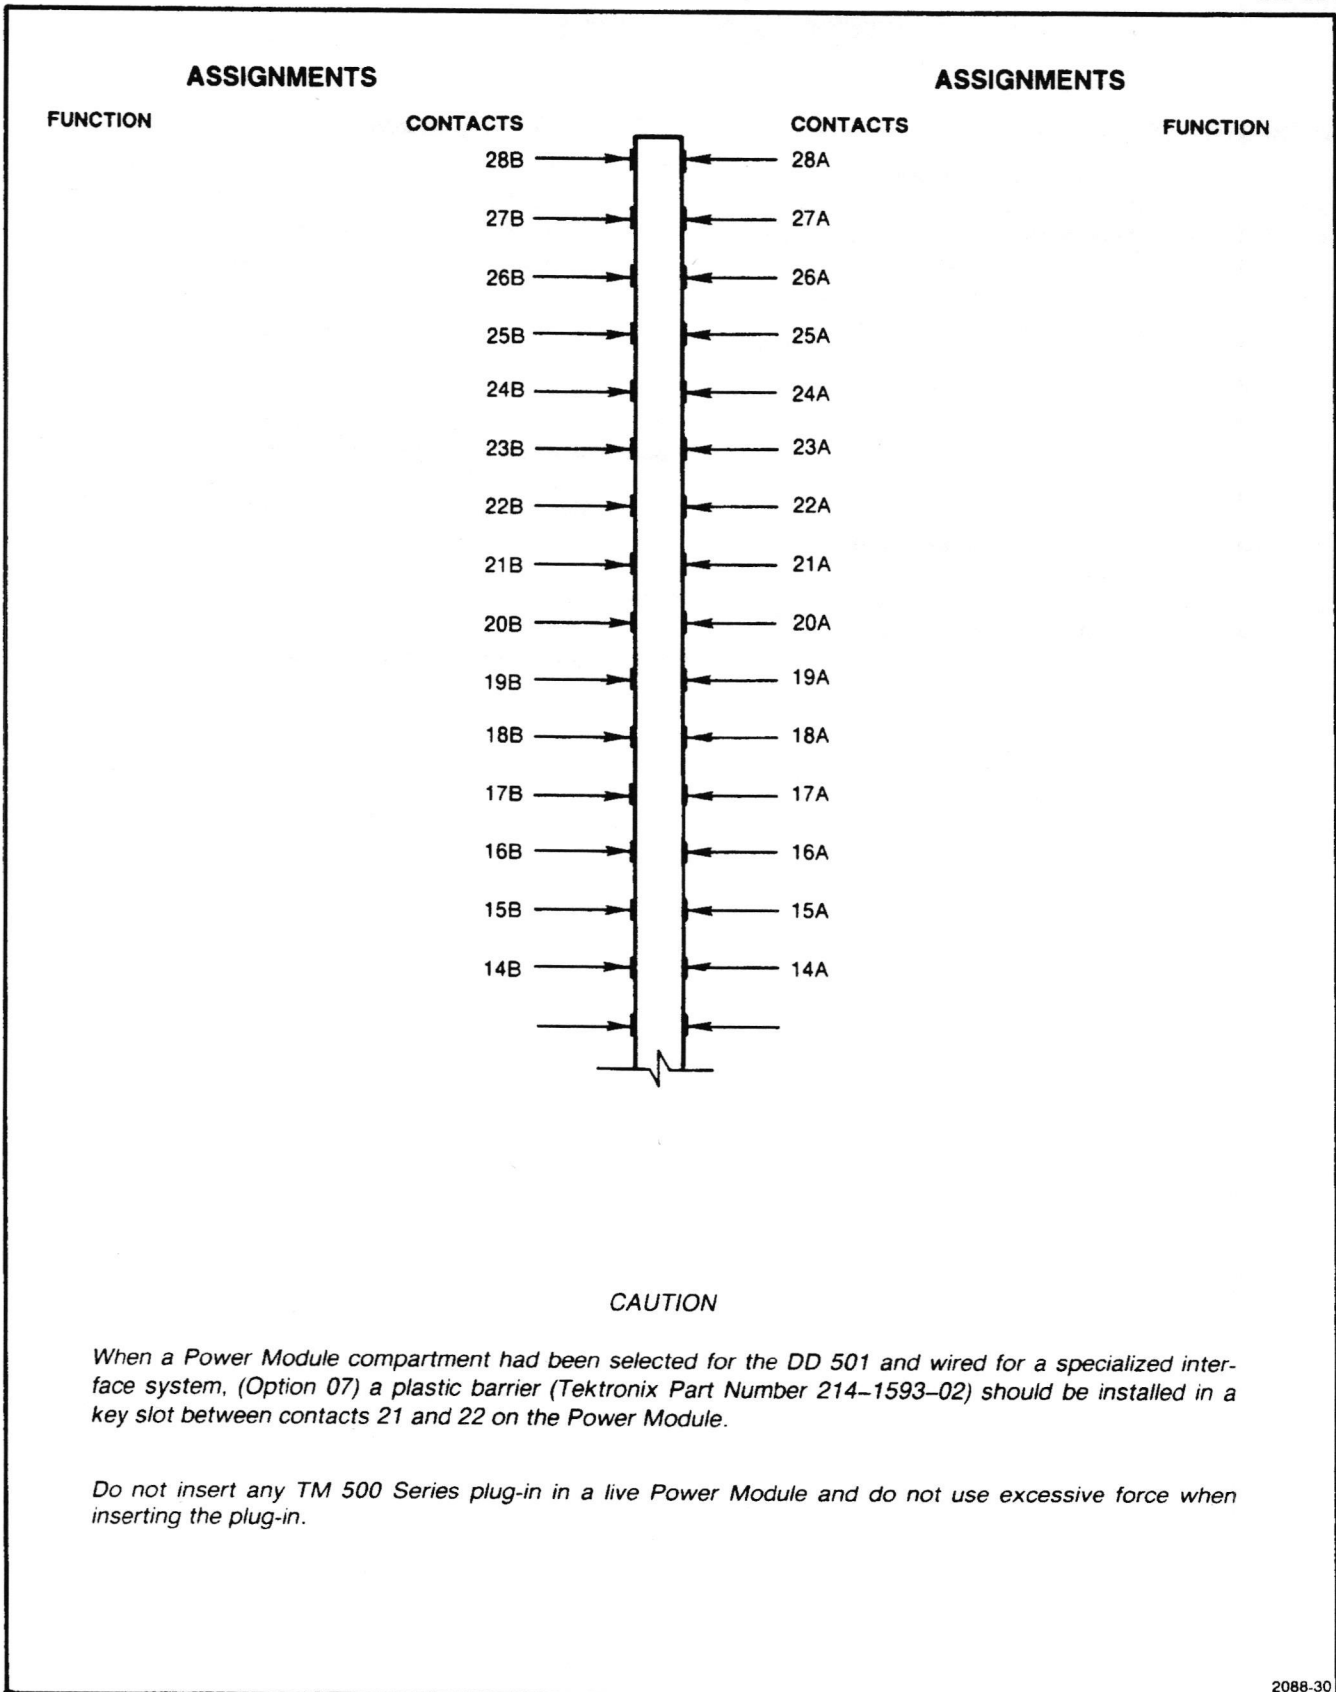 ASSIGNMENTS ASSIGNMENTS
FUNCTION CONTACTS CONTACTS FUNCTION
28B 28A
27B 27A
26B 26A
25B 25A
24B 24A
23B 23A
22B 22A
21B 21A
20B 20A
19B 19A
18B 18A
17B 17A
16B 16A
15B 15A
14B 14A
CAUTION
When a Power Module compartment had been selected for the DD 501 and wired for a specialized inter-
face system, (Option 07) a plastic barrier (Tektronix Part Number 214–1593–02) should be installed in a
key slot between contacts 21 and 22 on the Power Module.
Do not insert any TM 500 Series plug-in in a live Power Module and do not use excessive force when
inserting the plug-in.
2088-30